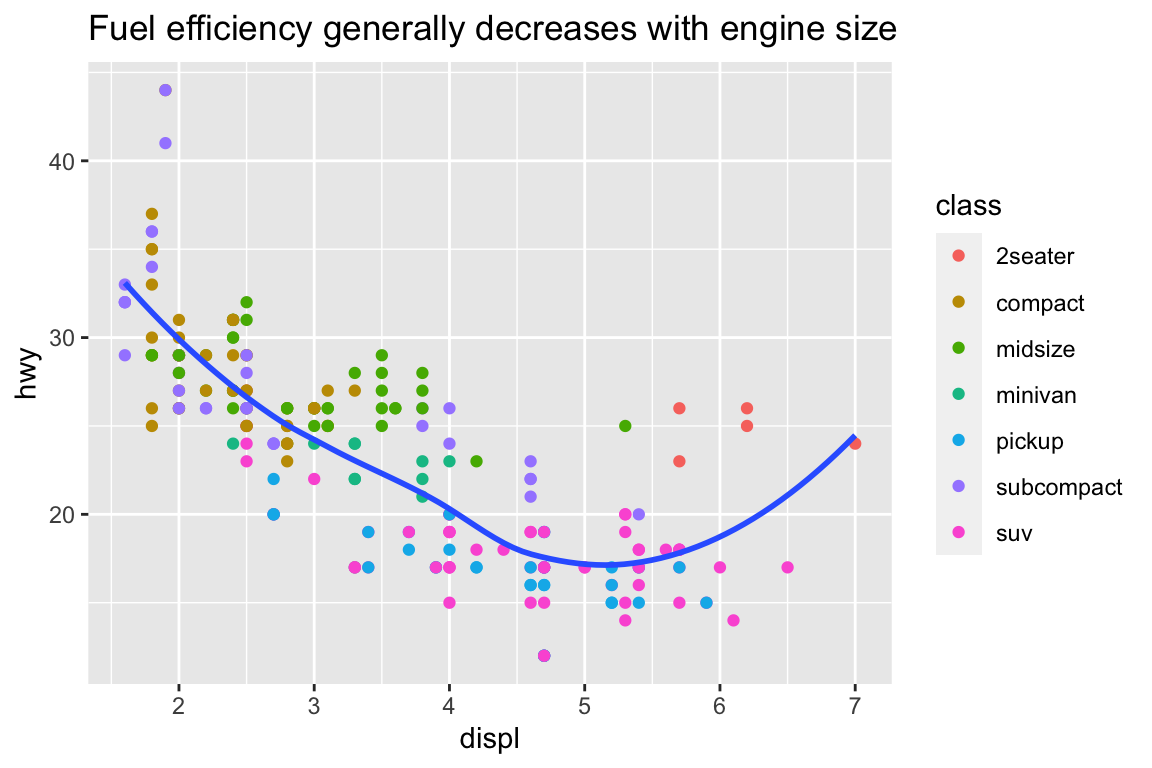 Fuel efficiency generally decreases with engine size
hwy
40
30
20
2
3
4
5
6
7
displ
class
2seater
compact
midsize
minivan
pickup
subcompact
suv